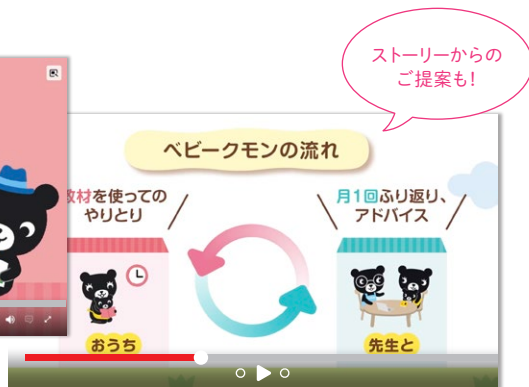 ストーリーからの
ご提案も!
ベビークモンの流れ
教材を使っての
やりとり
月1回ふり返り、
アドバイス
おうち
先生と